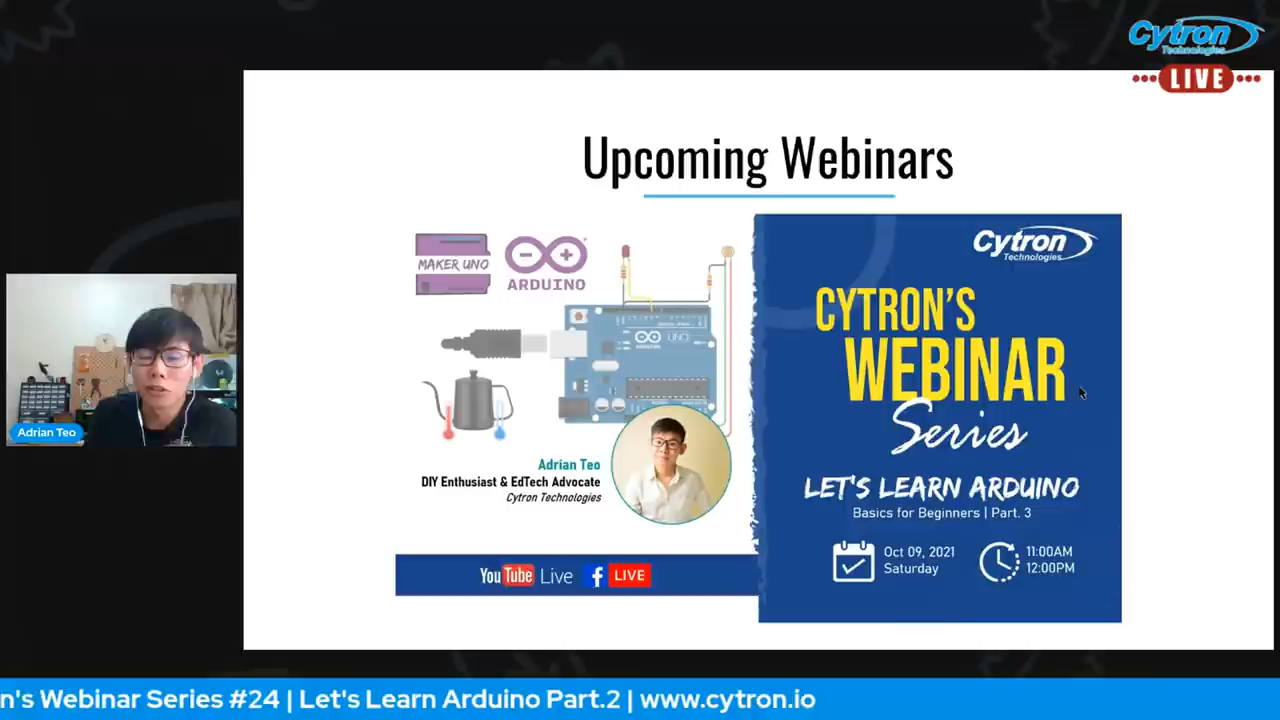 Cytron
Technologies
LIVE
Upcoming Webinars
MAKER UNO
ARDUINO
UNO
Adrian Teo
DIY Enthusiast & EdTech Advocate
Cytron Technologies
YouTube Live
LIVE
Cytron
Technologies
CYTRON'S
WEBINAR
Series
LET'S LEARN ARDUINO
Basics for Beginners | Part. 3
Oct 09, 2021
Saturday
11:00AM
12:00PM
Adrian Teo
n's Webinar Series #24 | Let's Learn Arduino Part.2 | www.cytron.io